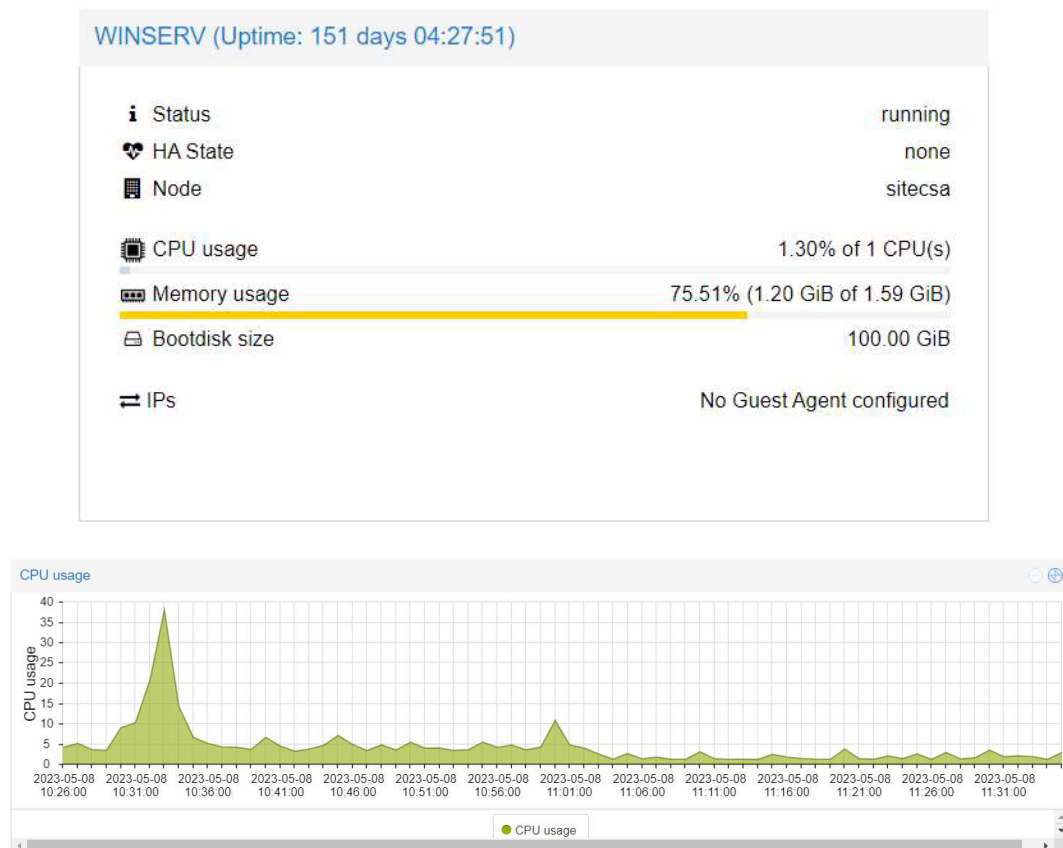 WINSERV (Uptime: 151 days 04:27:51)
Status running
HA State none
Node sitecsa
CPU usage 1.30% of 1 CPU(s)
Memory usage 75.51% (1.20 GiB of 1.59 GiB)
Bootdisk size 100.00 GiB
IPs No Guest Agent configured
CPU usage
40
35
30
25
20
15
10
5
0
CPU usage
2023-05-08 2023-05-08 2023-05-08 2023-05-08 2023-05-08 2023-05-08 2023-05-08 2023-05-08 2023-05-08 2023-05-08 2023-05-08 2023-05-08 2023-05-08 2023-05-08
10:26:00 10:31:00 10:36:00 10:41:00 10:46:00 10:51:00 10:56:00 11:01:00 11:06:00 11:11:00 11:16:00 11:21:00 11:26:00 11:31:00
CPU usage